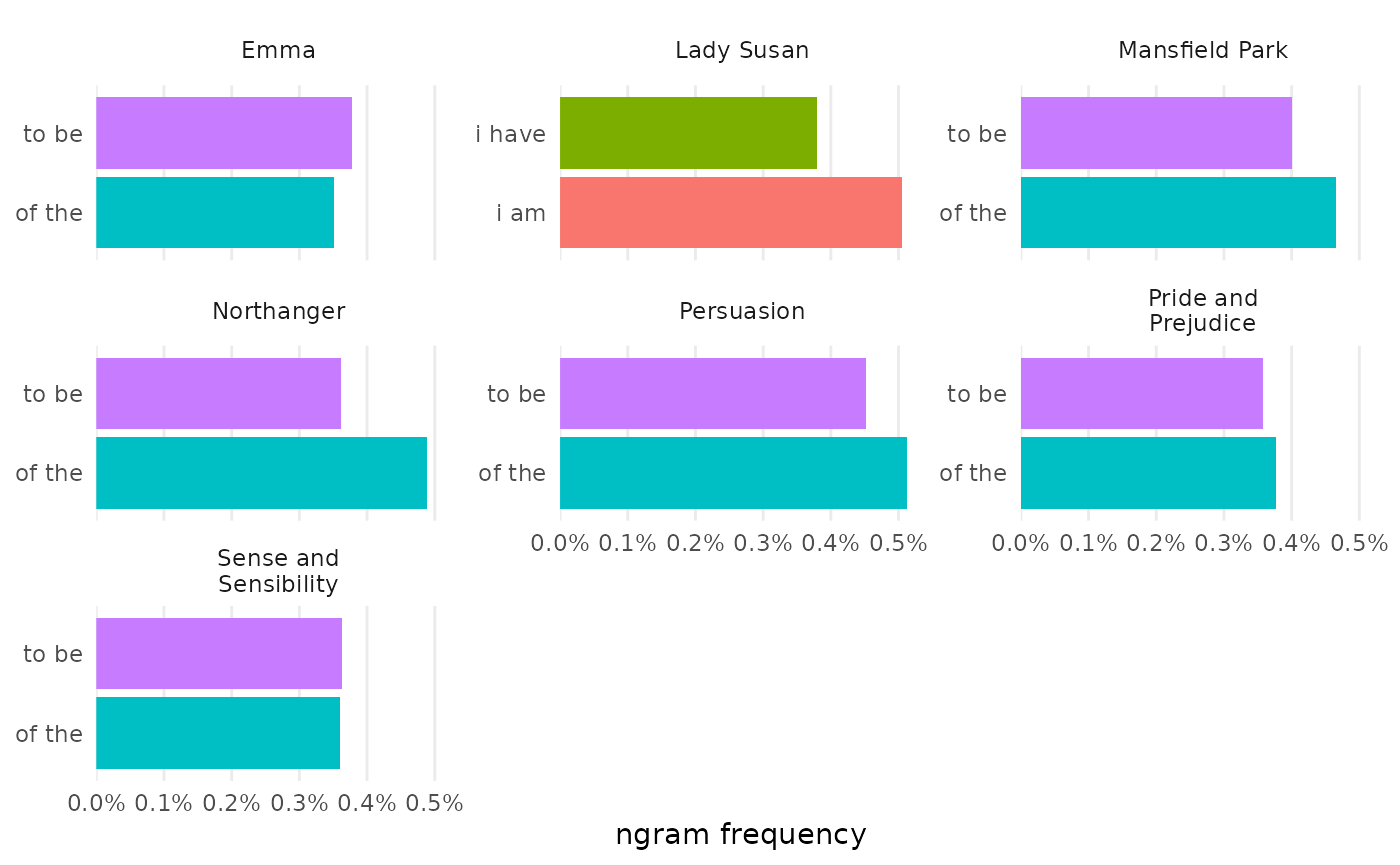 Emma
to be
of the
Lady Susan
i have
i am
Mansfield Park
to be
of the
Northanger
to be
of the
Persuasion
to be
of the
0.0% 0.1% 0.2% 0.3% 0.4% 0.5%
Pride and
Prejudice
to be
of the
0.0% 0.1% 0.2% 0.3% 0.4% 0.5%
Sense and
Sensibility
to be
of the
0.0% 0.1% 0.2% 0.3% 0.4% 0.5%
ngram frequency